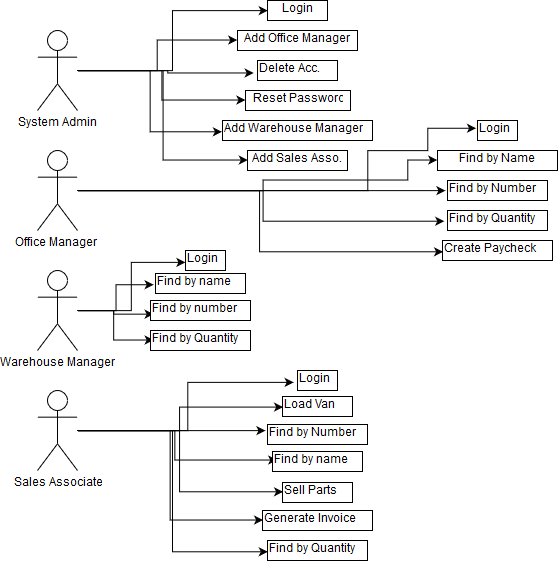 Login
Add Office Manager
Delete Acc.
Reset Password
System Admin
Add Warehouse Manager
Add Sales Asso.
Login
Find by Name
Find by Number
Find by Quantity
Office Manager
Create Paycheck
Login
Find by name
Find by number
Find by Quantity
Warehouse Manager
Login
Load Van
Find by Number
Find by name
Sales Associate
Sell Parts
Generate Invoice
Find by Quantity